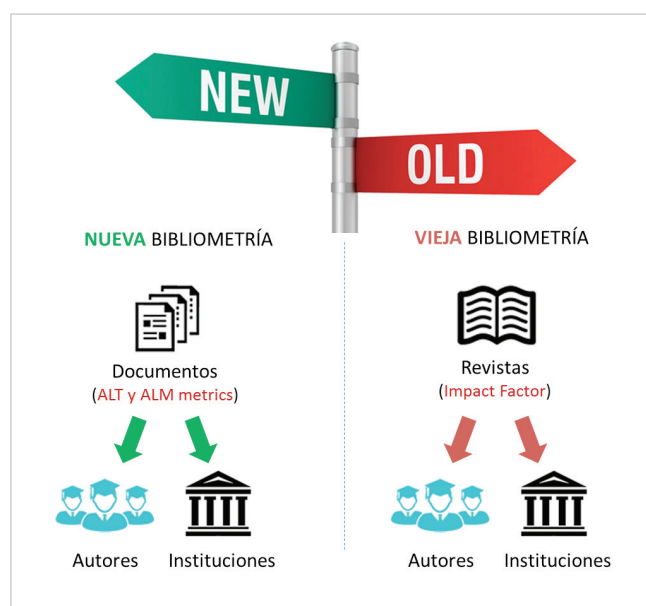 NEW
OLD
NUEVA BIBLIOMETRÍA
Documentos
(ALT y ALM metrics)
Autores
Instituciones
VIEJA BIBLIOMETRÍA
Revistas
(Impact Factor)
Autores
Instituciones